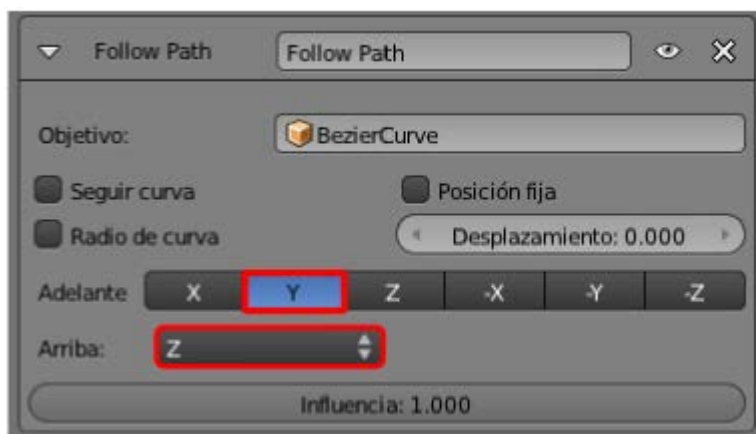 Follow Path Follow Path
Objetivo: BezierCurve
Seguir curva Posición fija
Radio de curva Desplazamiento: 0.000
Adelante X Y Z -X -Y -Z
Arriba: Z
Influencia: 1.000